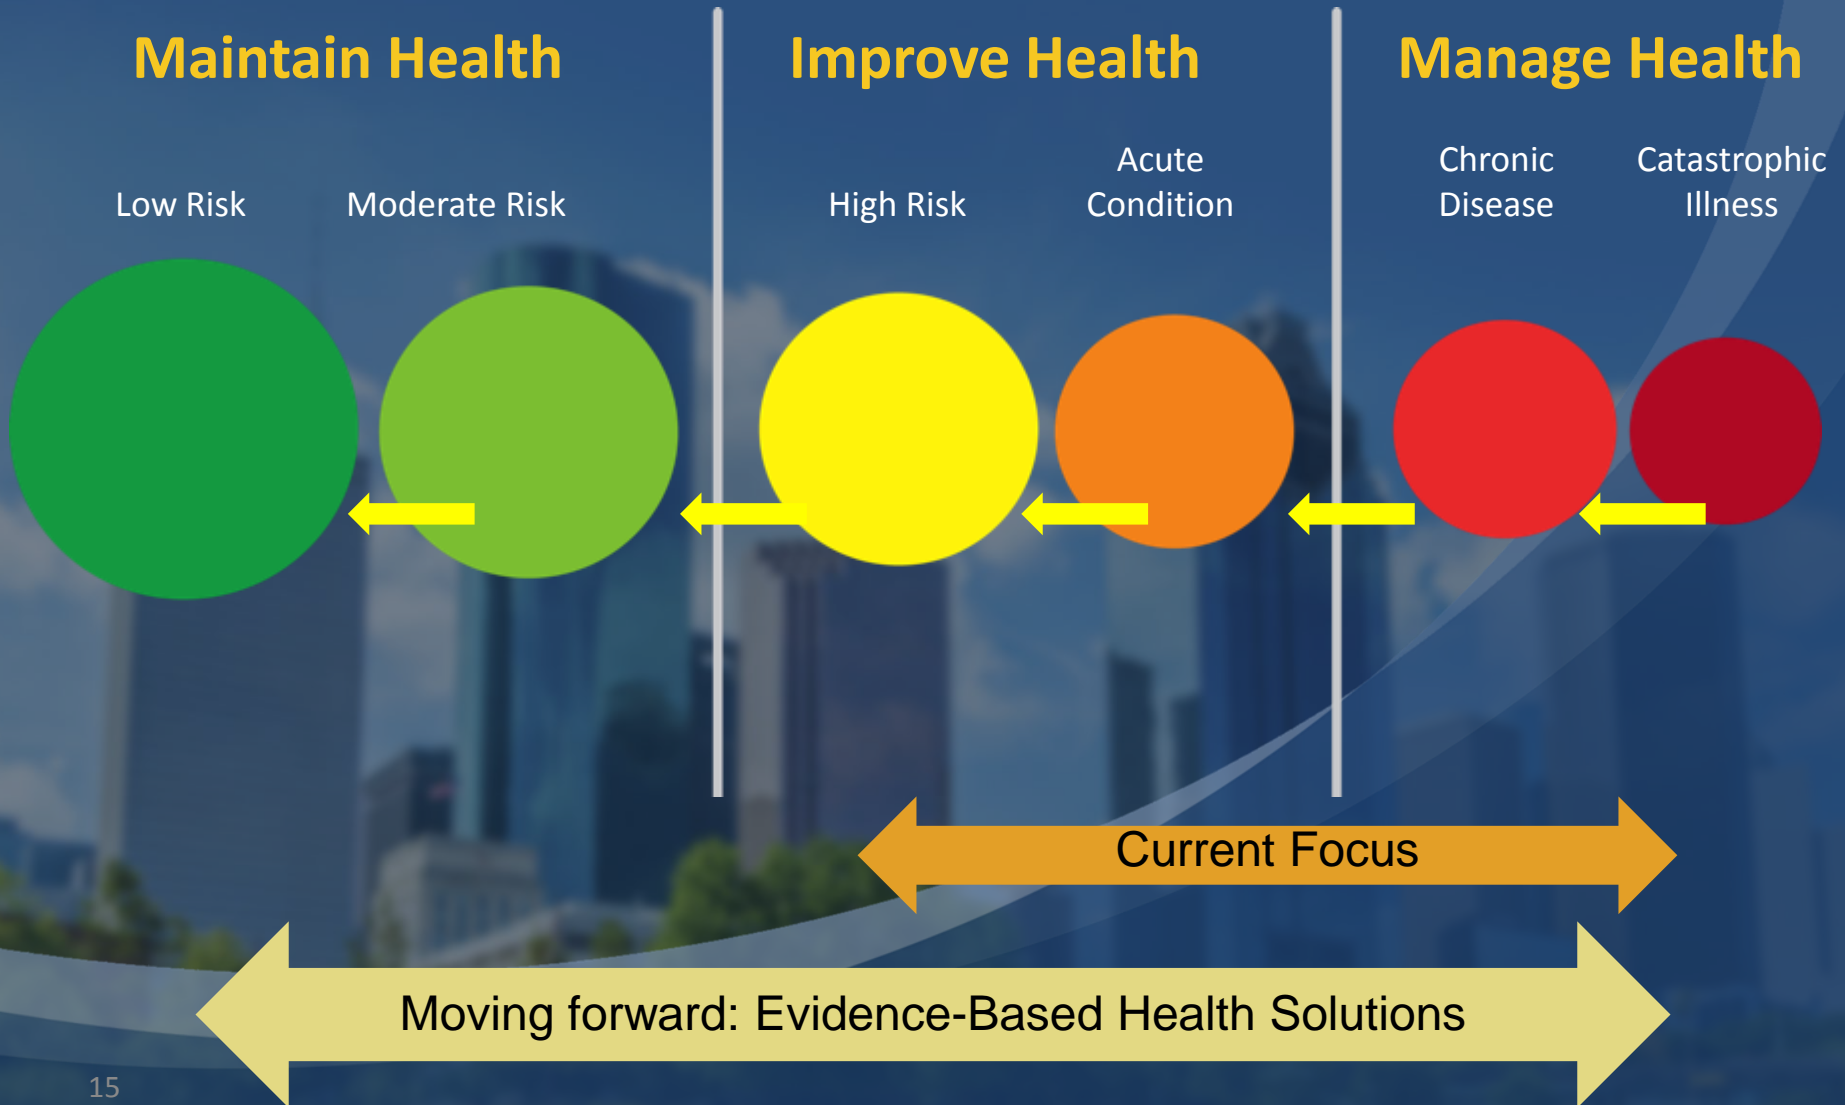 Maintain Health
Improve Health
Manage Health
Low Risk
Moderate Risk
High Risk
Acute
Condition
Chronic
Disease
Catastrophic
Illness
Current Focus
Moving forward: Evidence-Based Health Solutions
15